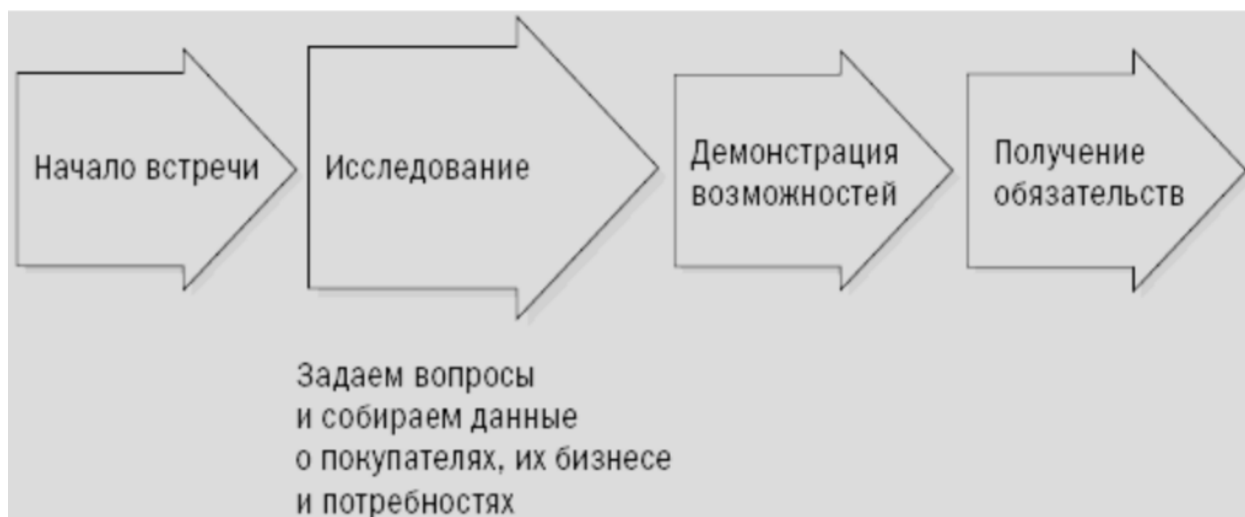 Начало встречи
Исследование
Демонстрация
возможностей
Получение
обязательств
Задаем вопросы
и собираем данные
о покупателях, их бизнесе
и потребностях